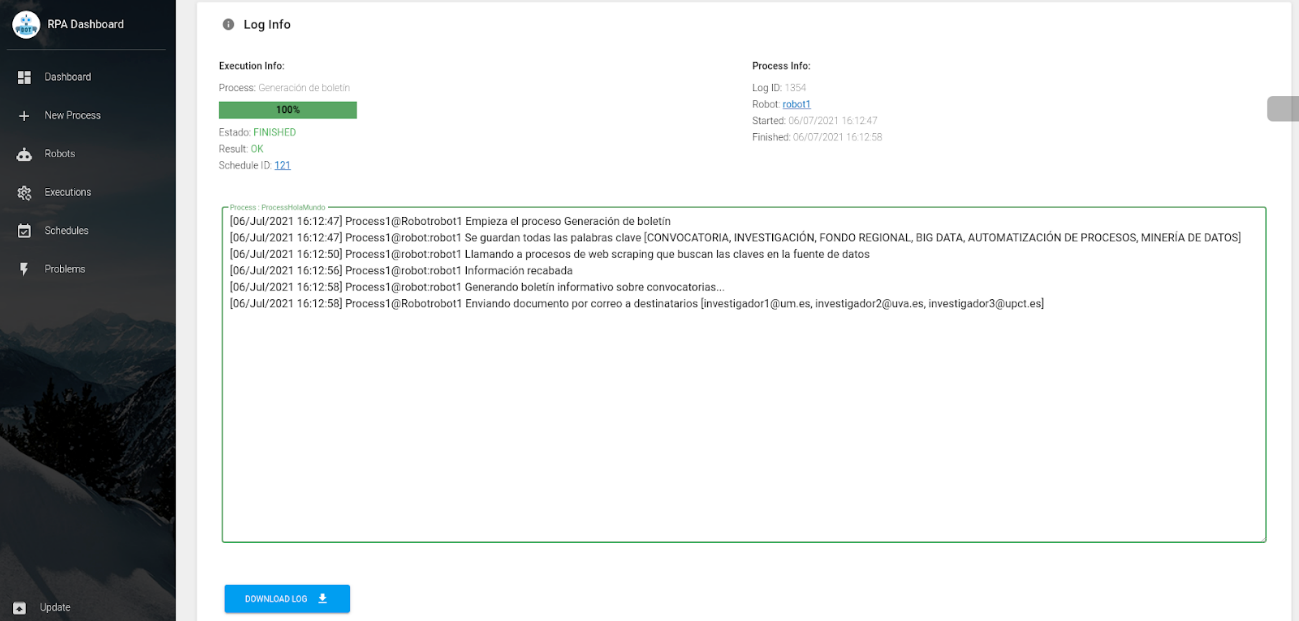 RPA Dashboard
Dashboard
New Process
Robots
Executions
Schedules
Problems
Update
Log Info
Execution Info:
Process: Generación de boletín
100%
Estado: FINISHED
Result: OK
Schedule ID: 121
Process Info:
Log ID: 1354
Robot: robot1
Started: 06/07/2021 16:12:47
Finished: 06/07/2021 16:12:58
Process : ProcessHolaMundo
[06/Jul/2021 16:12:47] Process1@Robotrobot1 Empieza el proceso Generación de boletín
[06/Jul/2021 16:12:47] Process1@robot:robot1 Se guardan todas las palabras clave [CONVOCATORIA, INVESTIGACIÓN, FONDO REGIONAL, BIG DATA, AUTOMATIZACIÓN DE PROCESOS, MINERÍA DE DATOS]
[06/Jul/2021 16:12:50] Process1@robot:robot1 Llamando a procesos de web scraping que buscan las claves en la fuente de datos
[06/Jul/2021 16:12:56] Process1@robot:robot1 Información recabada
[06/Jul/2021 16:12:58] Process1@robot:robot1 Generando boletín informativo sobre convocatorias...
[06/Jul/2021 16:12:58] Process1@Robotrobot1 Enviando documento por correo a destinatarios [investigador1@um.es, investigador2@uva.es, investigador3@upct.es]
DOWNLOAD LOG